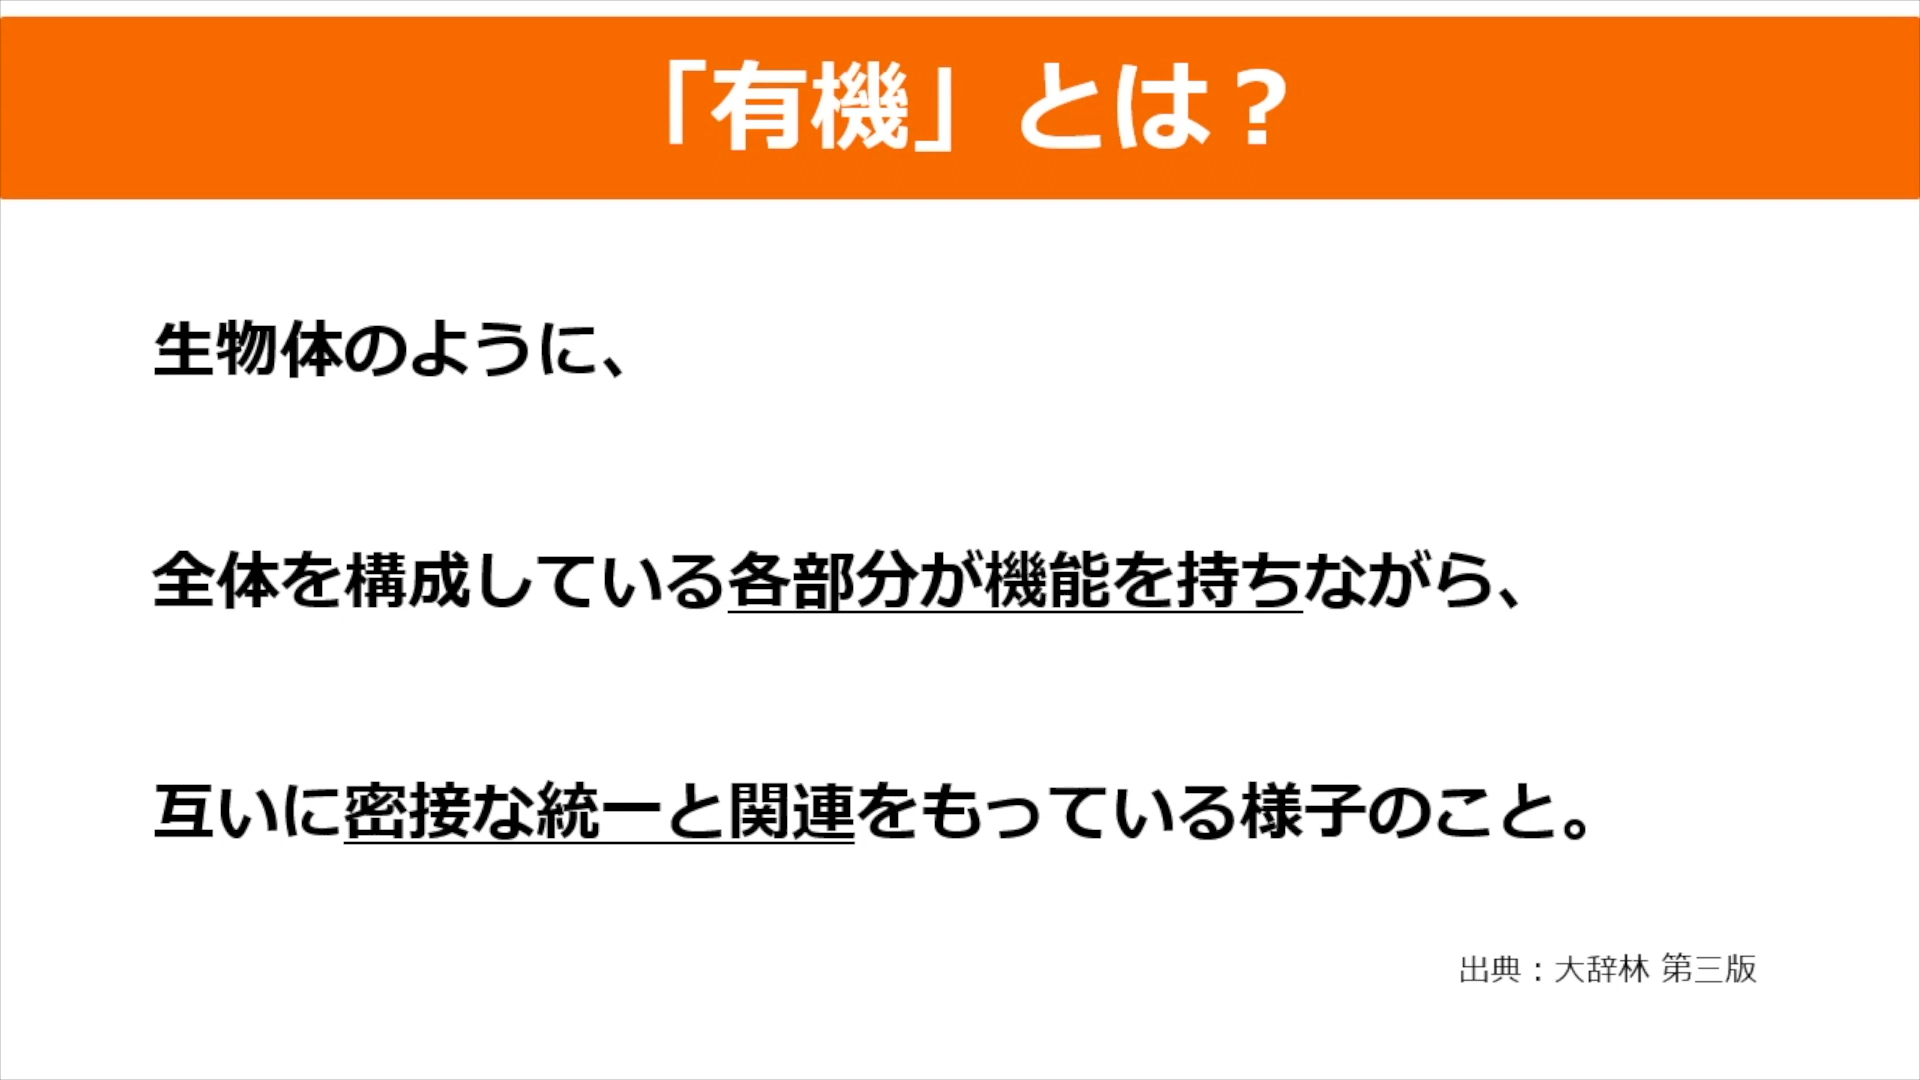 「有機」とは？
生物体のように、
全体を構成している各部分が機能を持ちながら、
互いに密接な統一と関連をもっている様子のこと。
出典：大辞林 第三版